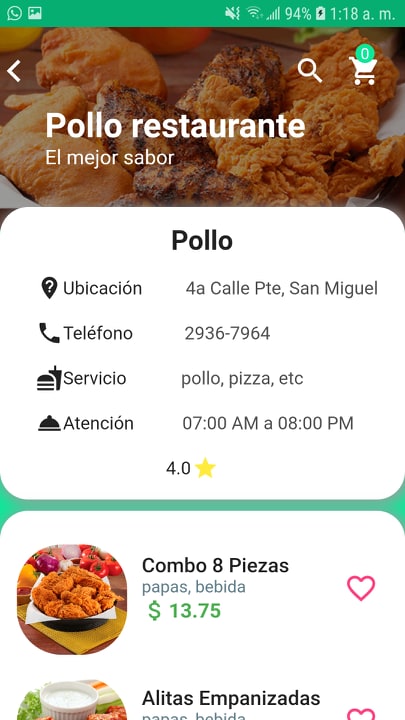 94% 1:18 a. m.
0
Pollo restaurante
El mejor sabor
Pollo
Ubicación 4a Calle Pte, San Miguel
Teléfono 2936-7964
Servicio pollo, pizza, etc
Atención 07:00 AM a 08:00 PM
4.0
Combo 8 Piezas
papas, bebida
$ 13.75
Alitas Empanizadas
papas, bebida